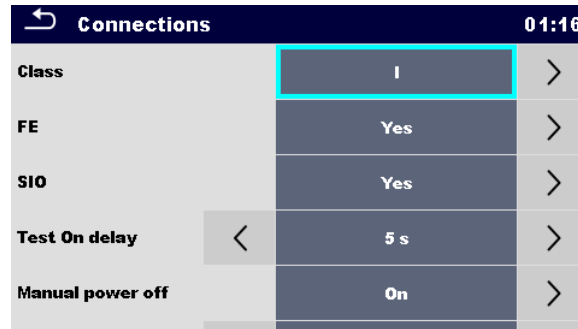 Connections 01:16
Class I
FE Yes
SIO Yes
Test On delay 5 s
Manual power off On